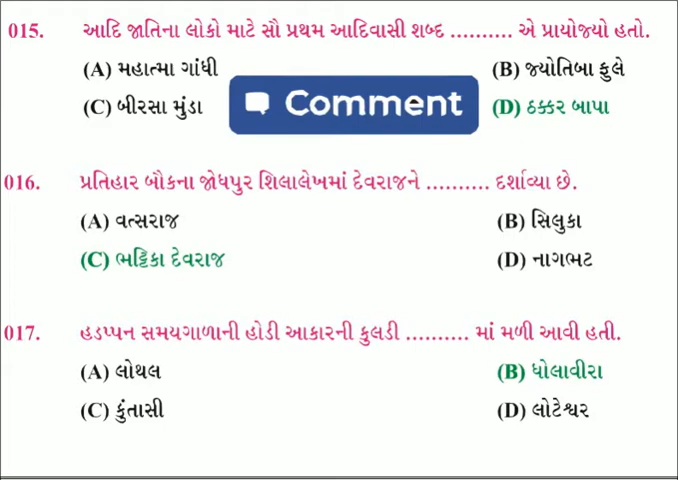 015. આદિ જાતિના લોકો માટે સૌ પ્રથમ આદિવાસી શબ્દ .......... એ પ્રાયોજ્યો હતો.
(A) મહાત્મા ગાંધી (B) જ્યોતિબા ફુલે
(C) બીરસા મુંડા Comment (D) ઠક્કર બાપા
016. પ્રતિહાર બૌકના જોધપુર શિલાલેખમાં દેવરાજને .......... દર્શાવ્યા છે.
(A) વત્સરાજ (B) સિલુકા
(C) ભટ્ટિકા દેવરાજ (D) નાગભટ
017. હડપ્પન સમયગાળાની હોડી આકારની કુલડી .......... માં મળી આવી હતી.
(A) લોથલ (B) ધોલાવીરા
(C) કુંતાસી (D) લોટેશ્વર